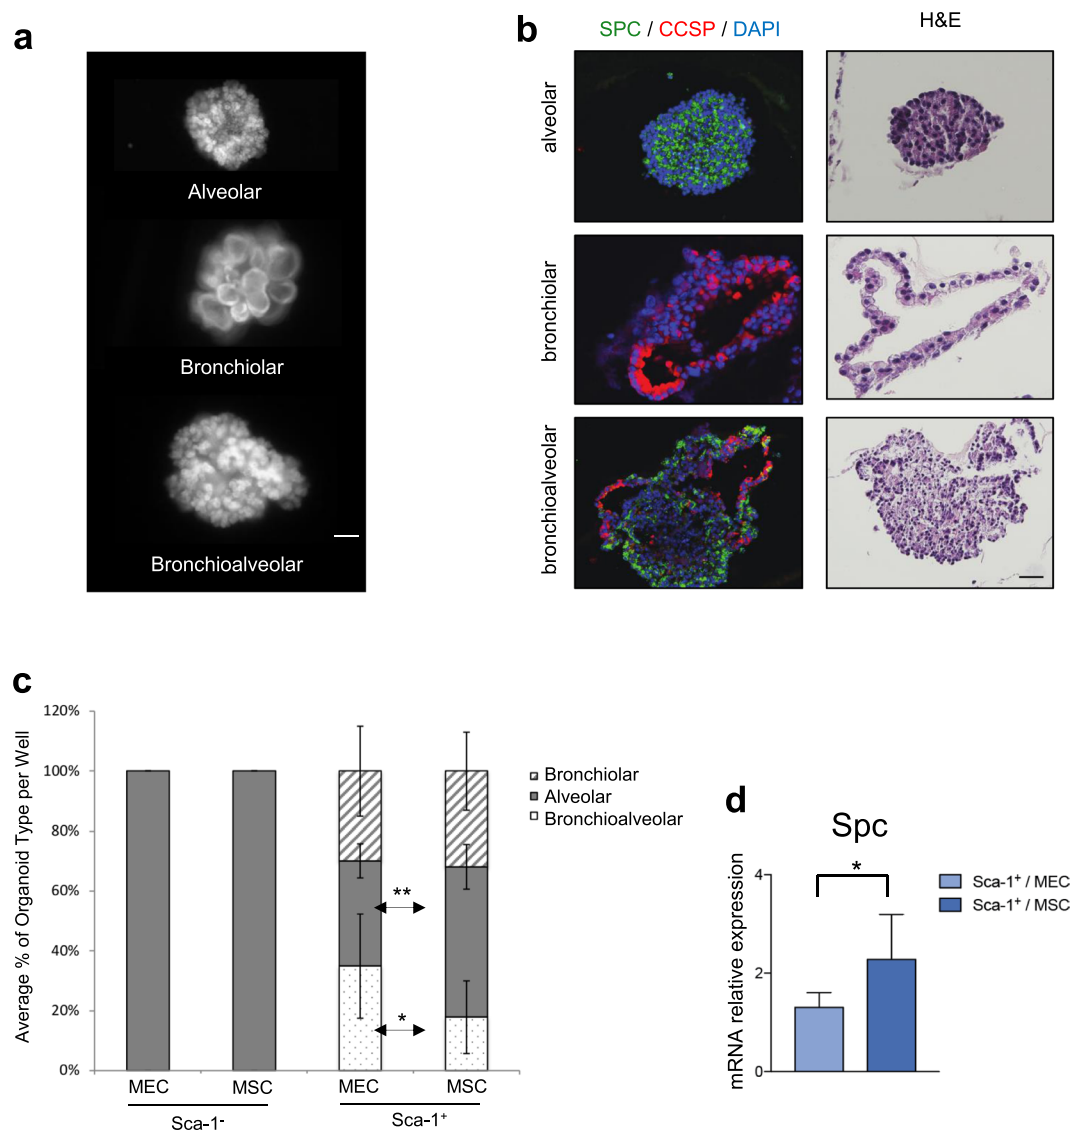 a
Alveolar
Bronchiolar
Bronchioalveolar
b
SPC / CCSP / DAPI
H&E
alveolar
bronchiolar
bronchioalveolar
c
Average % of Organoid Type per Well
120%
100%
80%
60%
40%
20%
0%
**
*
MEC
MSC
MEC
MSC
Sca-1⁻
Sca-1⁺
Bronchiolar
Alveolar
Bronchioalveolar
d
Spc
mRNA relative expression
4
2
0
*
Sca-1⁺ / MEC
Sca-1⁺ / MSC